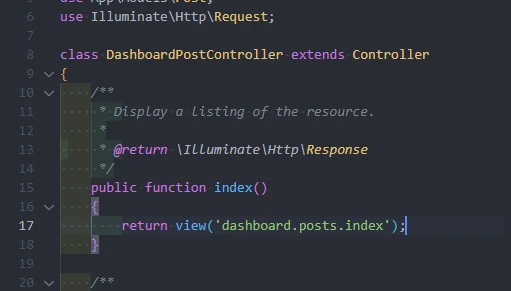 5 use App\Models\Post;
6 use Illuminate\Http\Request;
7
8 class DashboardPostController extends Controller
9 {
10 /**
11 * Display a listing of the resource.
12 *
13 * @return \Illuminate\Http\Response
14 */
15 public function index()
16 {
17 return view('dashboard.posts.index');
18 }
19
20 /**